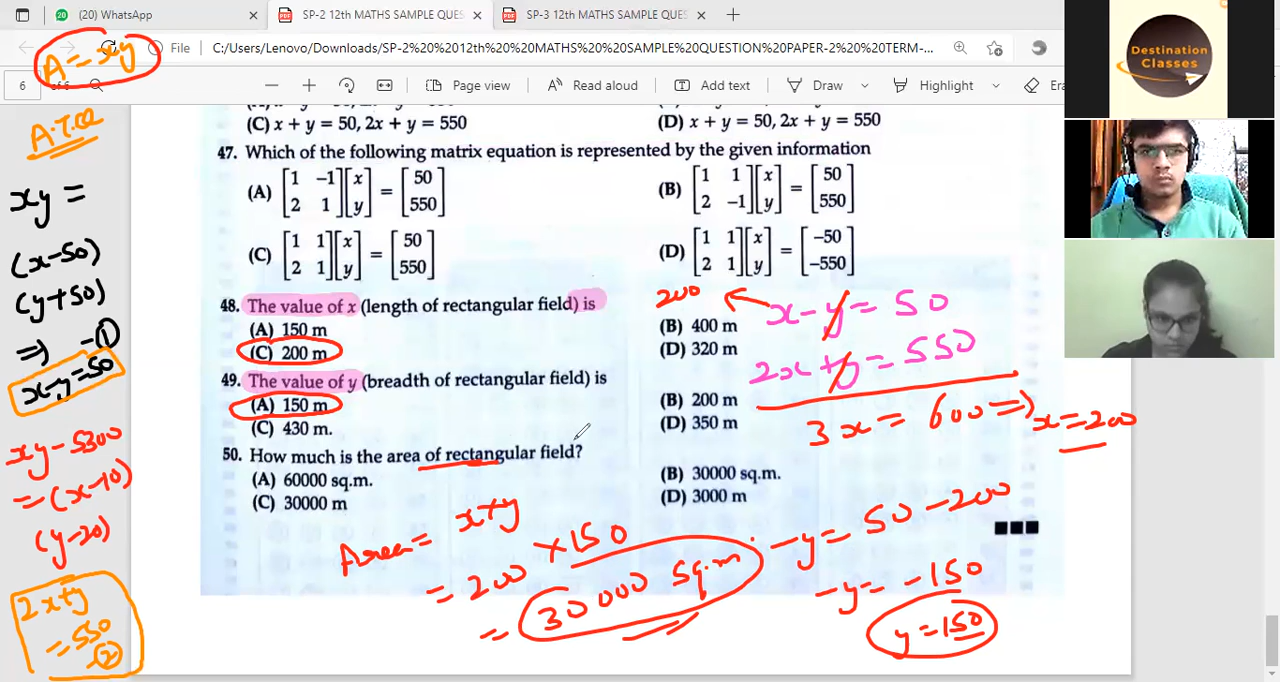 (20) WhatsApp
SP-2 12th MATHS SAMPLE QUES
SP-3 12th MATHS SAMPLE QUEST
File
C:/Users/Lenovo/Downloads/SP-2%20%2012th%20%20MATHS%20%20SAMPLE%20QUESTION%20PAPER-2%20%20TERM-...
6
of 6
Page view
Read aloud
Add text
Draw
Highlight
Era
Destination
Classes
A = xy
A.T.Q
xy =
(x-50)
(y+50)
⇒ -①
x-y=50
xy-5300
= (x-10)
(y-20)
2x+y
= 550
-②
(C) x + y = 50, 2x + y = 550
(D) x + y = 50, 2x + y = 550
47. Which of the following matrix equation is represented by the given information
(A) [1 -1; 2 1][x; y] = [50; 550]
(B) [1 1; 2 -1][x; y] = [50; 550]
(C) [1 1; 2 1][x; y] = [50; 550]
(D) [1 1; 2 1][x; y] = [-50; -550]
48. The value of x (length of rectangular field) is
(A) 150 m
(B) 400 m
(C) 200 m
(D) 320 m
49. The value of y (breadth of rectangular field) is
(A) 150 m
(B) 200 m
(C) 430 m.
(D) 350 m
50. How much is the area of rectangular field?
(A) 60000 sq.m.
(B) 30000 sq.m.
(C) 30000 m
(D) 3000 m
200
x-y = 50
2x+y = 550
3x = 600 ⇒ x=200
-y = 50-200
-y = -150
y = 150
Area = x+y
= 200 × 150
= 30000 sq.m.